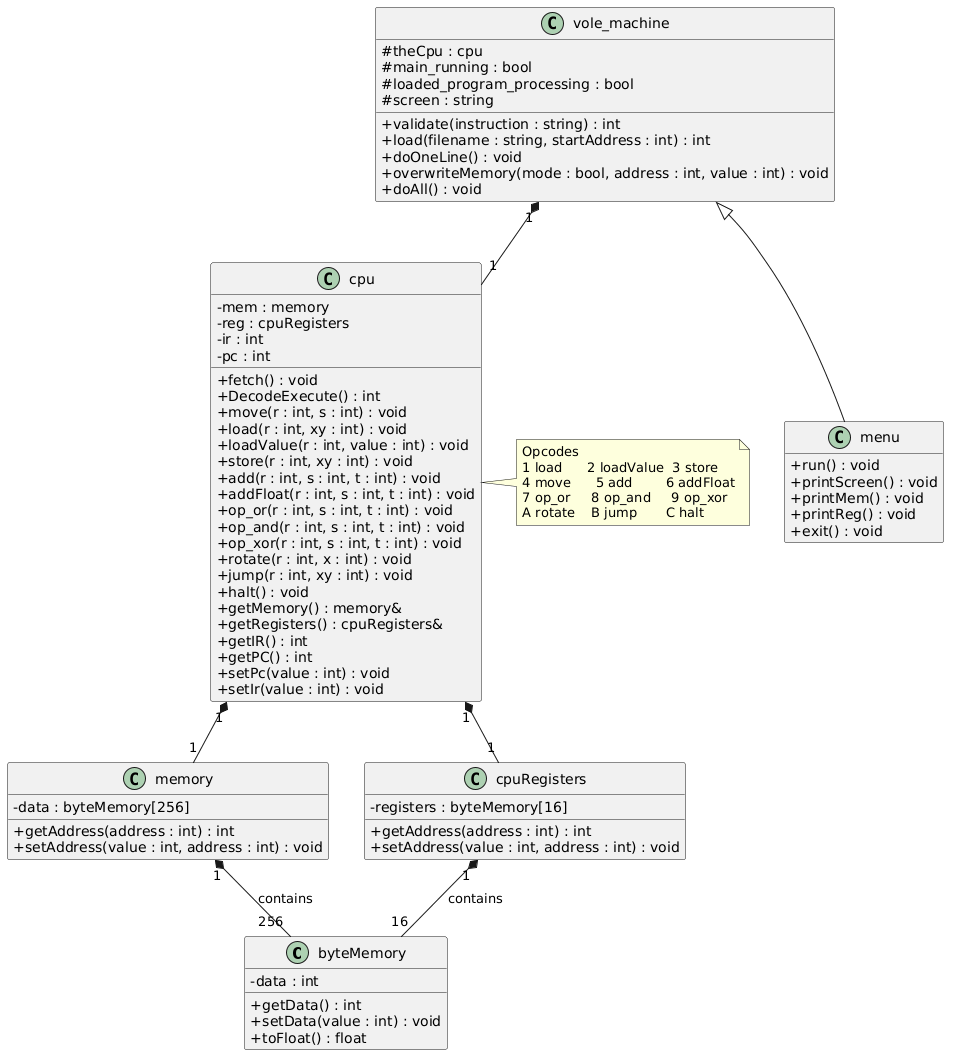 C vole_machine
#theCpu : cpu
#main_running : bool
#loaded_program_processing : bool
#screen : string
+validate(instruction : string) : int
+load(filename : string, startAddress : int) : int
+doOneLine() : void
+overwriteMemory(mode : bool, address : int, value : int) : void
+doAll() : void
1
1
C cpu
-mem : memory
-reg : cpuRegisters
-ir : int
-pc : int
+fetch() : void
+DecodeExecute() : int
+move(r : int, s : int) : void
+load(r : int, xy : int) : void
+loadValue(r : int, value : int) : void
+store(r : int, xy : int) : void
+add(r : int, s : int, t : int) : void
+addFloat(r : int, s : int, t : int) : void
+op_or(r : int, s : int, t : int) : void
+op_and(r : int, s : int, t : int) : void
+op_xor(r : int, s : int, t : int) : void
+rotate(r : int, x : int) : void
+jump(r : int, xy : int) : void
+halt() : void
+getMemory() : memory&
+getRegisters() : cpuRegisters&
+getIR() : int
+getPC() : int
+setPc(value : int) : void
+setIr(value : int) : void
Opcodes
1 load 2 loadValue 3 store
4 move 5 add 6 addFloat
7 op_or 8 op_and 9 op_xor
A rotate B jump C halt
C menu
+run() : void
+printScreen() : void
+printMem() : void
+printReg() : void
+exit() : void
1
1
1
1
C memory
-data : byteMemory[256]
+getAddress(address : int) : int
+setAddress(value : int, address : int) : void
C cpuRegisters
-registers : byteMemory[16]
+getAddress(address : int) : int
+setAddress(value : int, address : int) : void
1
contains
256
1
contains
16
C byteMemory
-data : int
+getData() : int
+setData(value : int) : void
+toFloat() : float